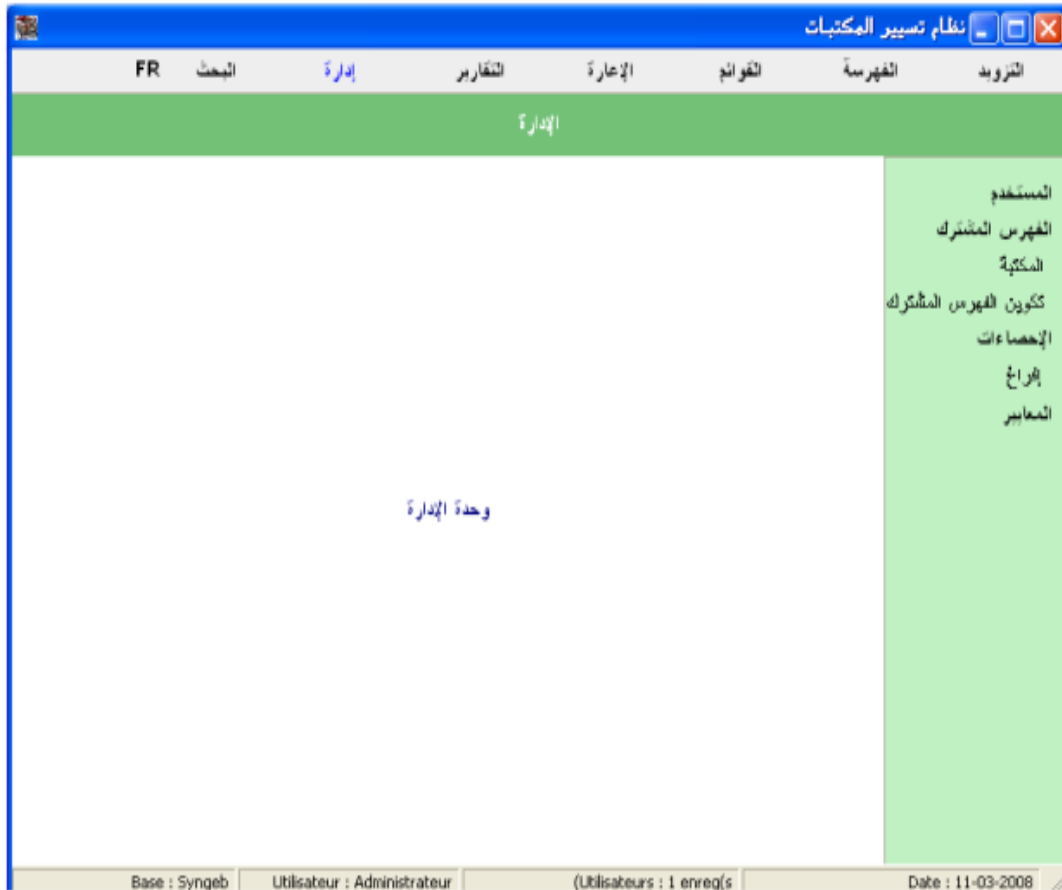 نظام تسيير المكتبات
التزويد الفهرسة القوائم الإعارة التقارير إدارة البحث FR
الإدارة
المستخدم
الفهرس المشترك
المكتبة
تكوين الفهرس المشترك
الإحصاءات
إفراغ
المعايير
وحدة الإدارة
Base : Syngeb Utilisateur : Administrateur (Utilisateurs : 1 enreg(s Date : 11-03-2008